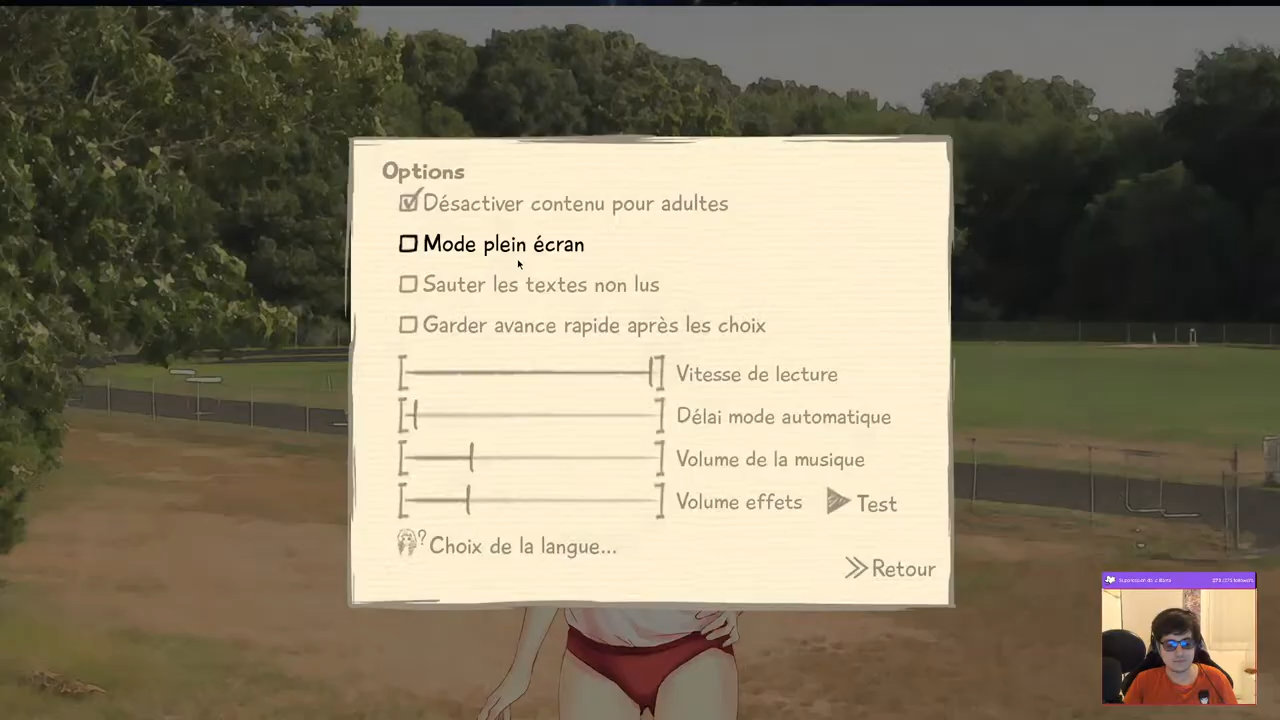 Options
Désactiver contenu pour adultes
Mode plein écran
Sauter les textes non lus
Garder avance rapide après les choix
Vitesse de lecture
Délai mode automatique
Volume de la musique
Volume effets
Test
? Choix de la langue...
Retour